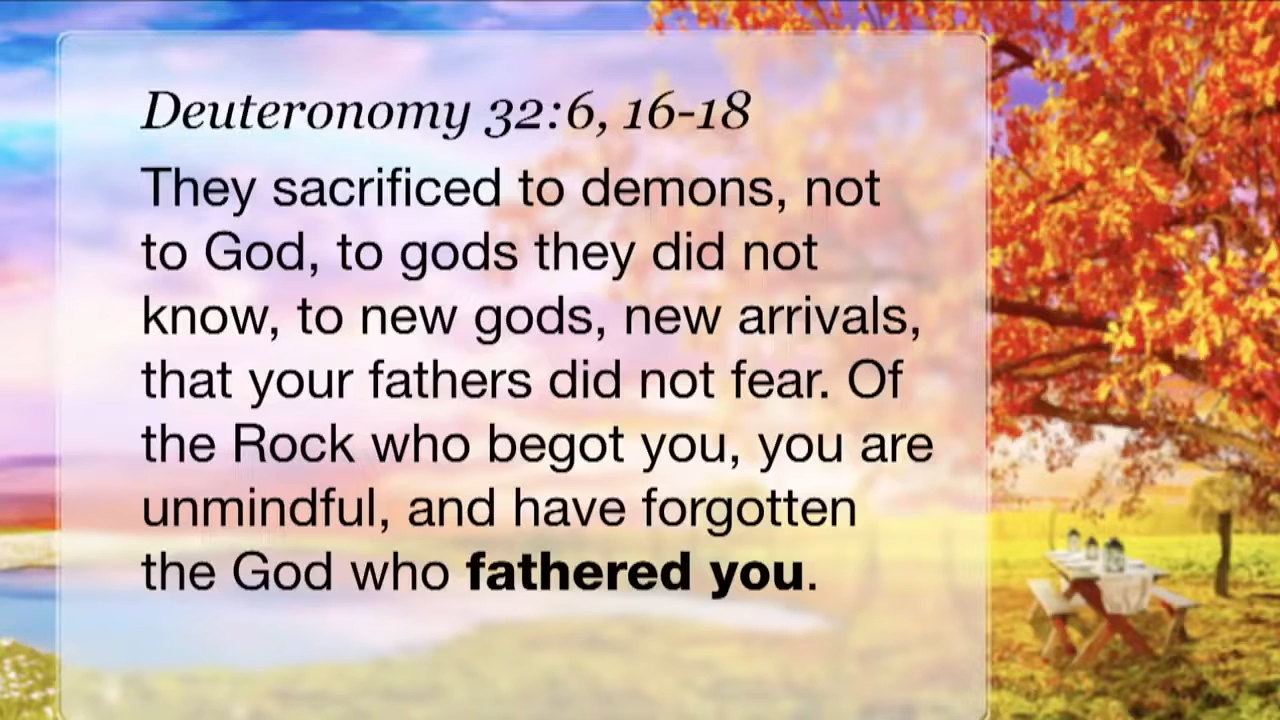 Deuteronomy 32:6, 16-18
They sacrificed to demons, not
to God, to gods they did not
know, to new gods, new arrivals,
that your fathers did not fear. Of
the Rock who begot you, you are
unmindful, and have forgotten
the God who fathered you.